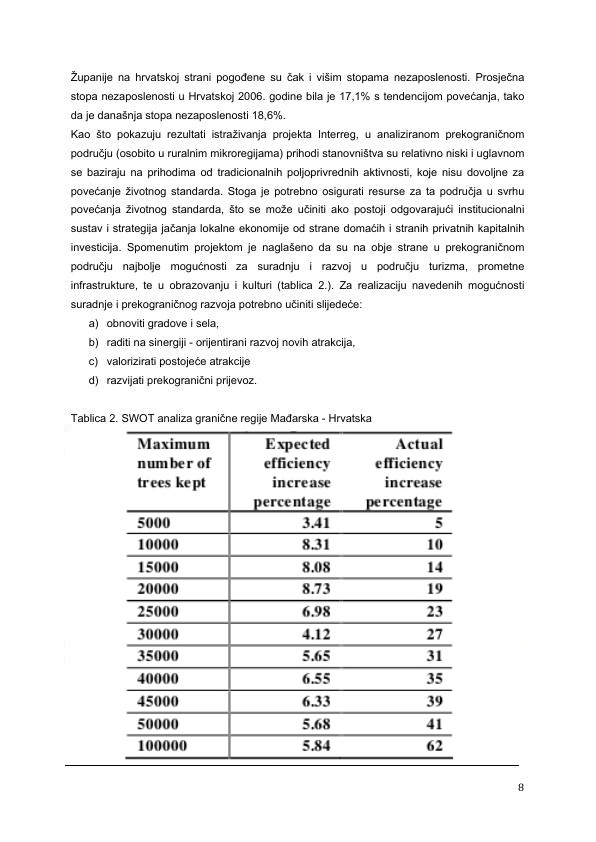 Županije na hrvatskoj strani pogođene su čak i višim stopama nezaposlenosti. Prosječna
stopa nezaposlenosti u Hrvatskoj 2006. godine bila je 17,1% s tendencijom povećanja, tako
da je današnja stopa nezaposlenosti 18,6%.
Kao što pokazuju rezultati istraživanja projekta Interreg, u analiziranom prekograničnom
području (osobito u ruralnim mikroregijama) prihodi stanovništva su relativno niski i uglavnom
se baziraju na prihodima od tradicionalnih poljoprivrednih aktivnosti, koje nisu dovoljne za
povećanje životnog standarda. Stoga je potrebno osigurati resurse za ta područja u svrhu
povećanja životnog standarda, što se može učiniti ako postoji odgovarajući institucionalni
sustav i strategija jačanja lokalne ekonomije od strane domaćih i stranih privatnih kapitalnih
investicija. Spomenutim projektom je naglašeno da su na obje strane u prekograničnom
području najbolje mogućnosti za suradnju i razvoj u području turizma, prometne
infrastrukture, te u obrazovanju i kulturi (tablica 2.). Za realizaciju navedenih mogućnosti
suradnje i prekograničnog razvoja potrebno učiniti slijedeće:
a) obnoviti gradove i sela,
b) raditi na sinergiji - orijentirani razvoj novih atrakcija,
c) valorizirati postojeće atrakcije
d) razvijati prekogranični prijevoz.
Tablica 2. SWOT analiza granične regije Mađarska - Hrvatska
Maximum Expected Actual
number of efficiency efficiency
trees kept increase increase
percentage percentage
5000 3.41 5
10000 8.31 10
15000 8.08 14
20000 8.73 19
25000 6.98 23
30000 4.12 27
35000 5.65 31
40000 6.55 35
45000 6.33 39
50000 5.68 41
100000 5.84 62
8